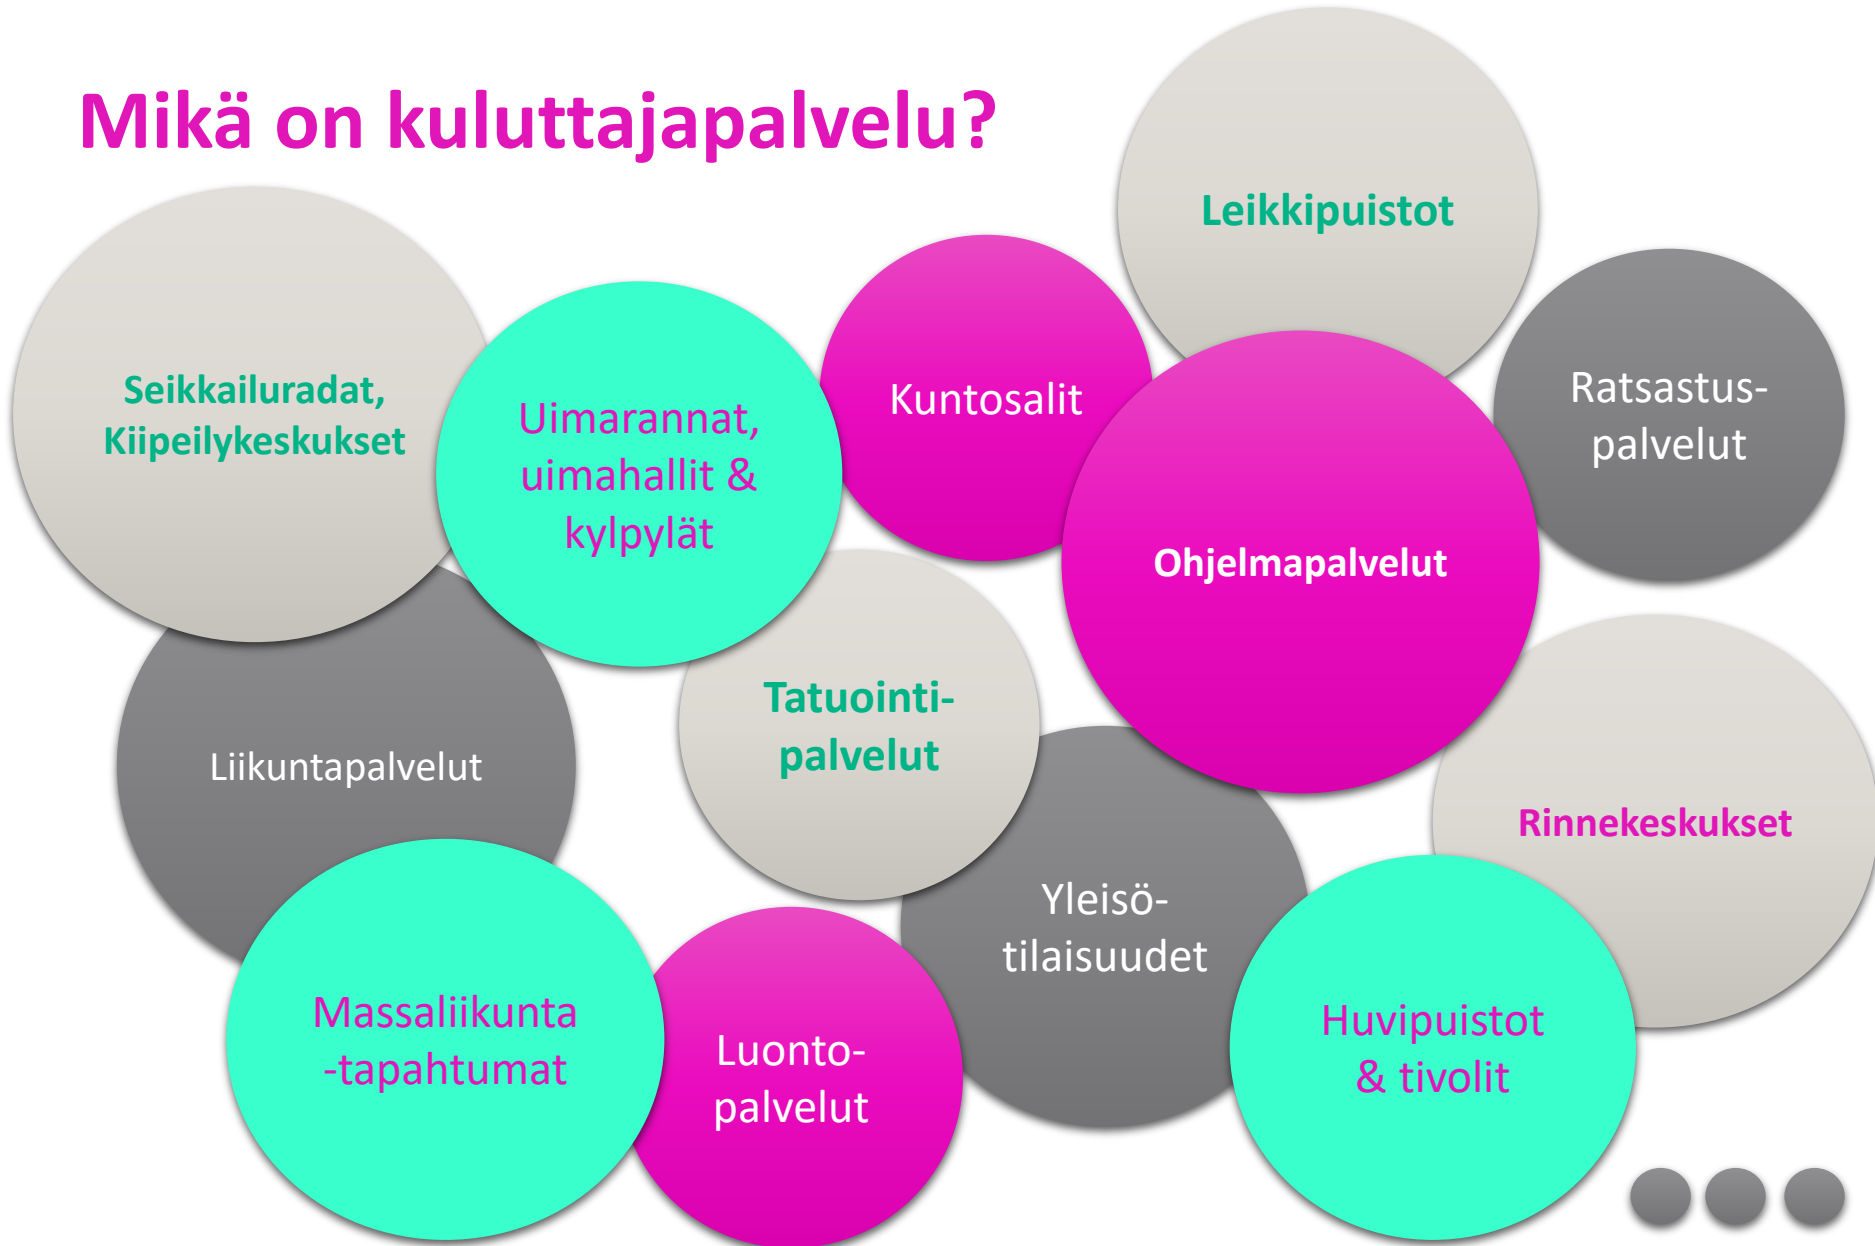 Mikä on kuluttajapalvelu?
Leikkipuistot
Seikkailuradat,
Kiipeilykeskukset
Uimarannat,
uimahallit &
kylpylät
Kuntosalit
Ratsastus-
palvelut
Ohjelmapalvelut
Tatuointi-
palvelut
Liikuntapalvelut
Rinnekeskukset
Yleisö-
tilaisuudet
Massaliikunta
-tapahtumat
Luonto-
palvelut
Huvipuistot
& tivolit